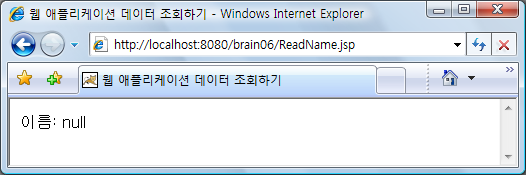 웹 애플리케이션 데이터 조회하기 - Windows Internet Explorer
http://localhost:8080/brain06/ReadName.jsp
웹 애플리케이션 데이터 조회하기
이름: null